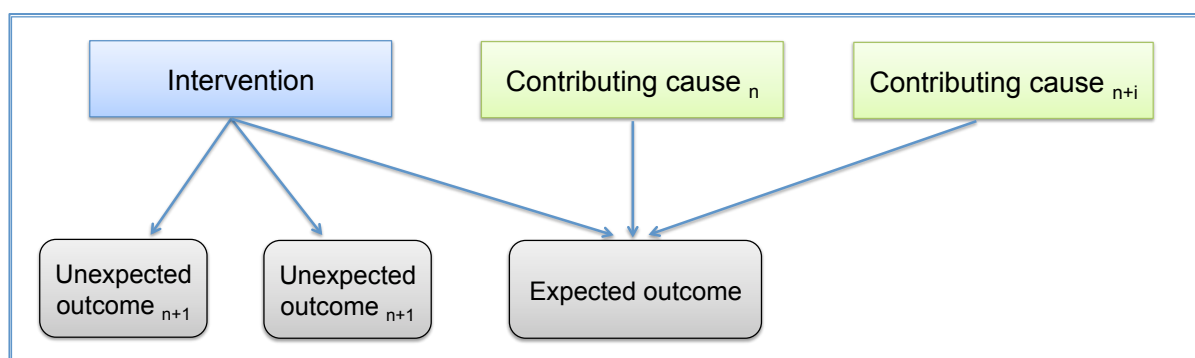 Intervention
Contributing cause n
Contributing cause n+i
Unexpected
outcome n+1
Unexpected
outcome n+1
Expected outcome